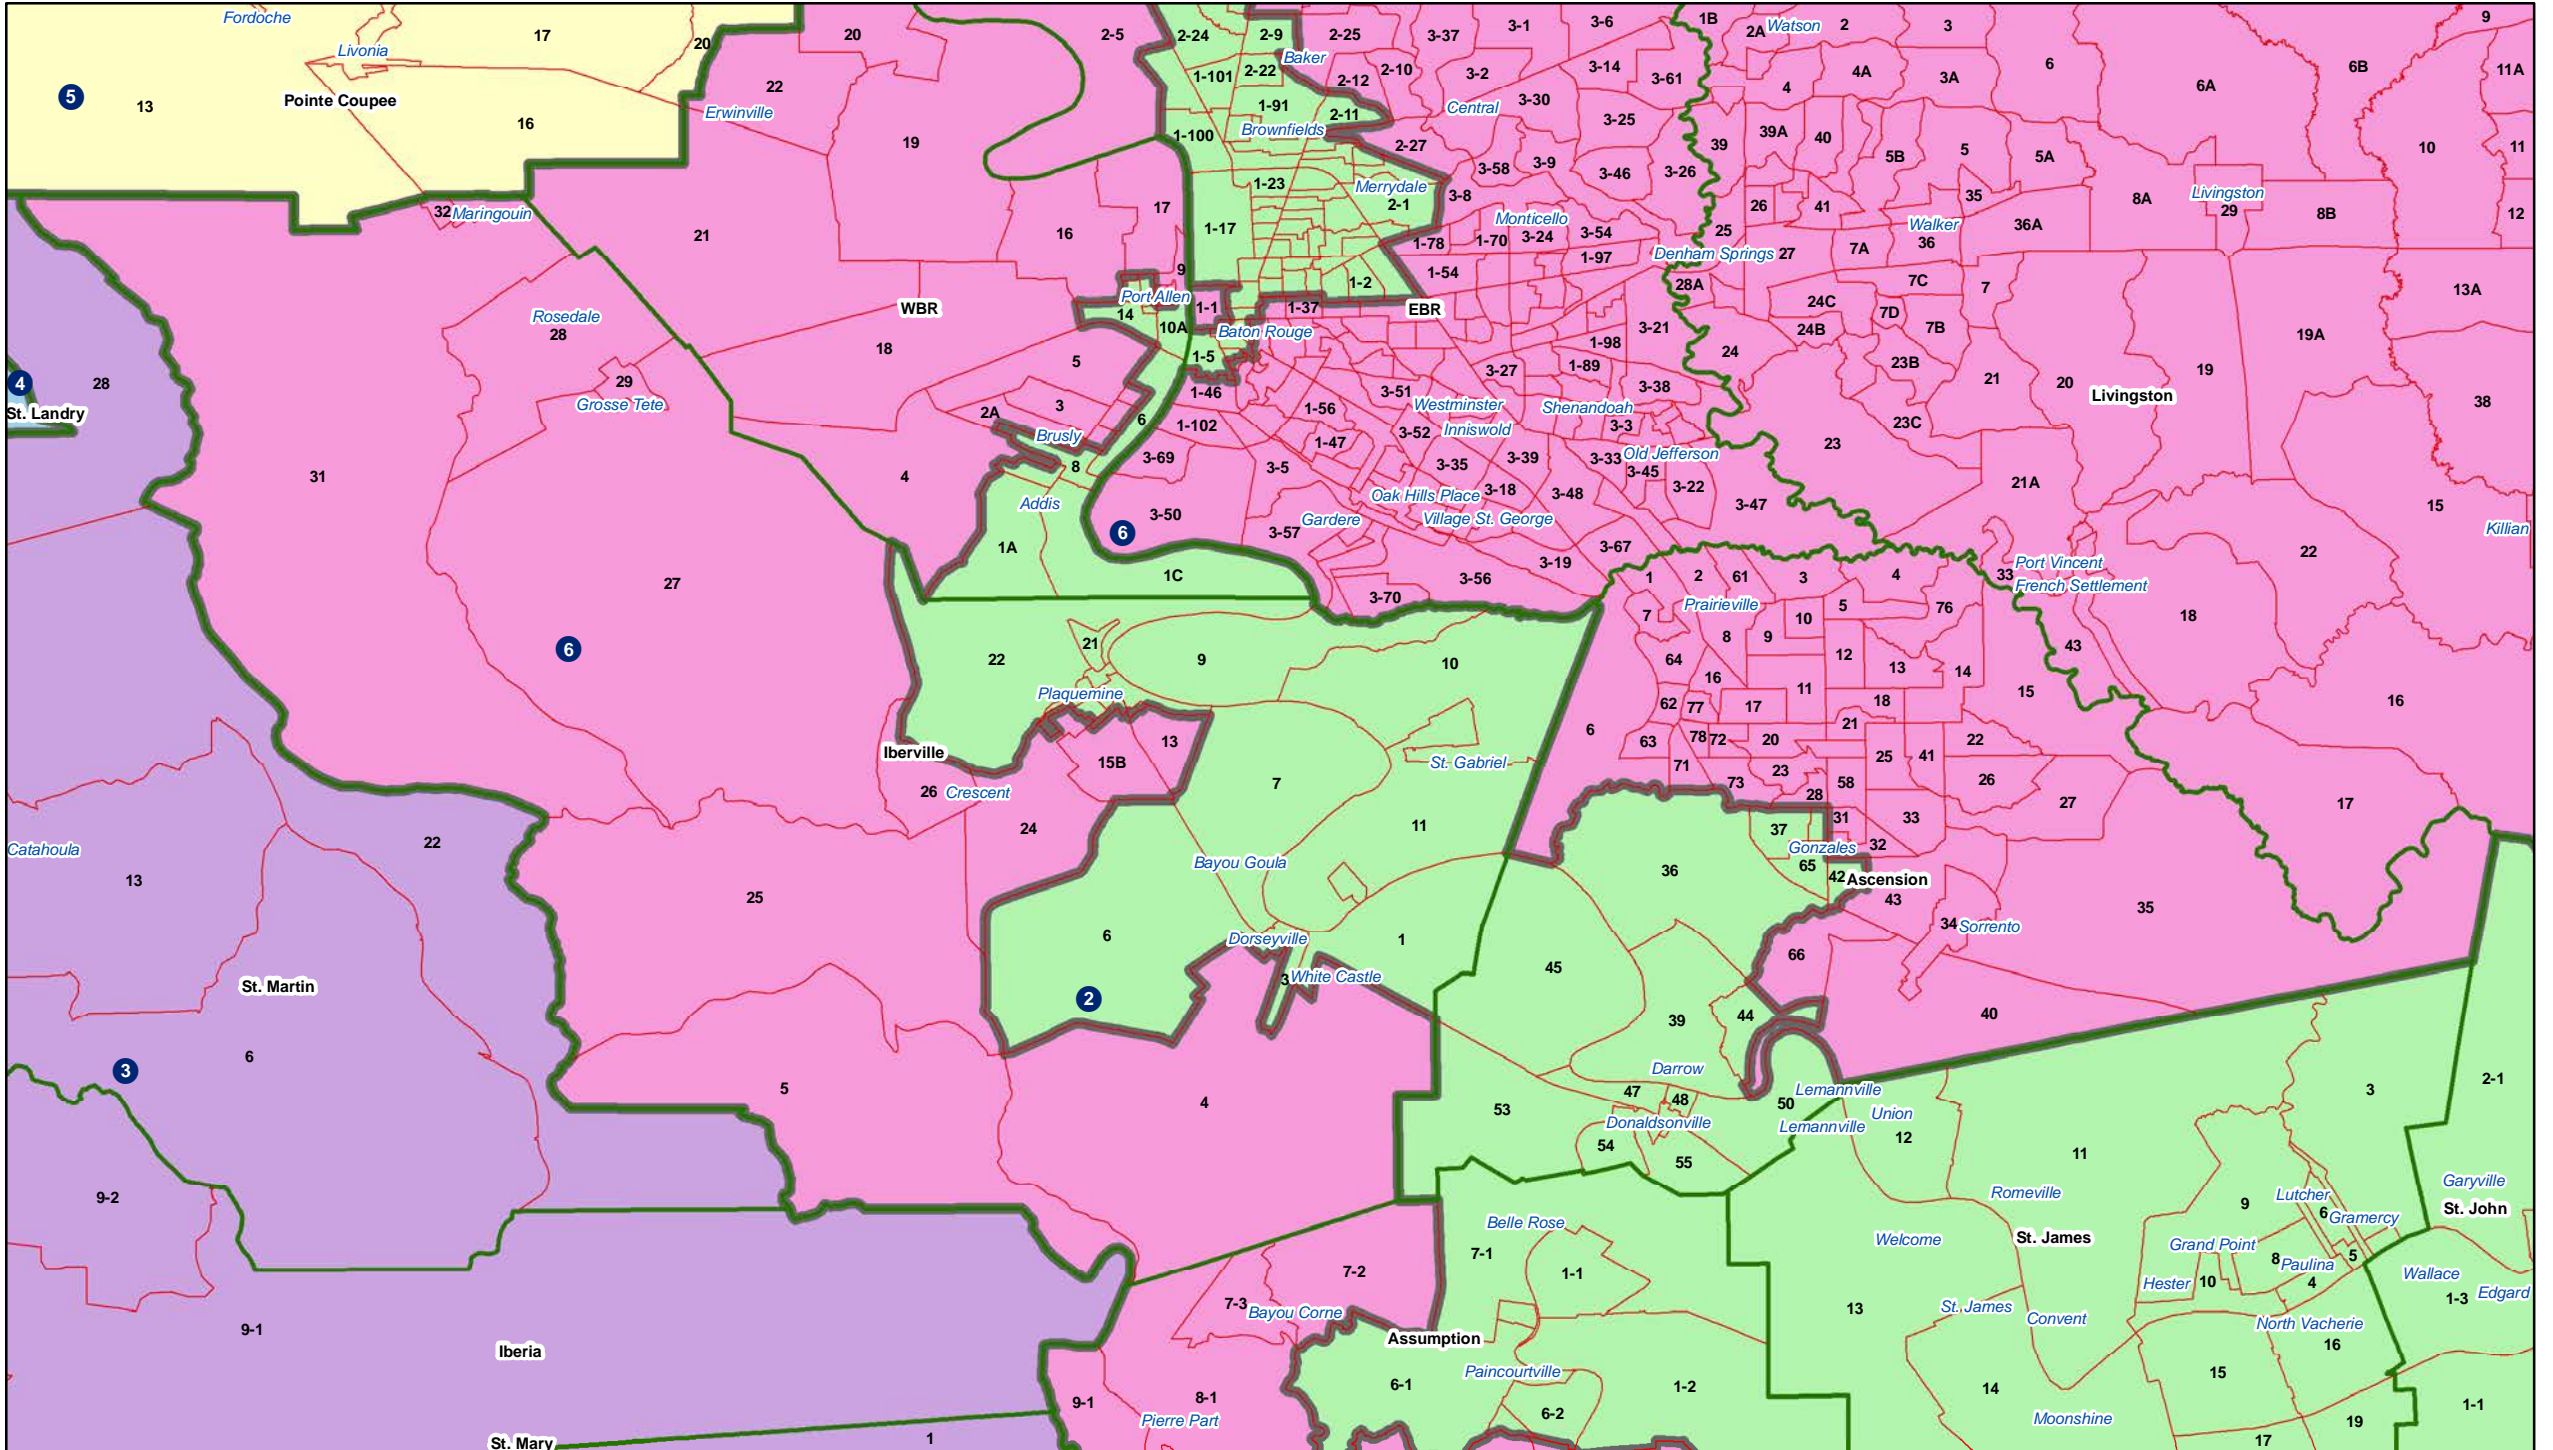 Fordoche
17
20
Livonia
5
13
Pointe Coupee
16
20
2-5
2-24
2-9
2-25
3-37
3-1
3-6
1B
2A
Watson
2
3
9
22
Erwinville
19
1-101
2-22
Baker
2-12
2-10
3-2
3-14
3-61
4
4A
3A
6
6A
6B
11A
1-91
2-11
Central
3-30
3-25
1-100
Brownfields
2-27
39
39A
40
5B
5
5A
10
11
32
Maringouin
21
16
17
1-23
Merrydale
2-1
3-8
3-58
3-9
3-46
3-26
26
41
35
8A
Livingston
29
8B
12
1-17
Monticello
1-78
1-70
3-24
3-54
1-97
25
Walker
36
36A
Denham Springs
27
7A
9
1-54
1-2
28A
7C
7
13A
Rosedale
28
WBR
Port Allen
14
10A
1-1
1-37
EBR
Baton Rouge
3-21
24C
24B
7D
7B
19A
4
28
St. Landry
29
Grosse Tete
18
5
1-5
1-98
24
23B
21
20
19
Livingston
38
1-46
3-27
1-89
3-38
2A
3
6
1-102
1-56
3-51
Westminster
Shenandoah
3-3
23C
Brusly
8
3-69
1-47
3-52
Inniswold
23
31
4
3-5
3-35
3-39
3-33
Old Jefferson
3-45
21A
Addis
3-50
6
Oak Hills Place
3-18
3-48
3-22
3-47
15
Killian
1A
3-57
Gardere
Village St. George
22
27
1C
3-70
3-56
3-19
3-67
1
2
61
3
4
33
Port Vincent
French Settlement
7
Prairieville
10
5
76
18
6
22
21
9
10
64
8
9
12
13
14
43
Plaquemine
16
11
15
16
62
77
17
18
Iberville
13
15B
6
63
78
72
20
21
22
St. Gabriel
71
25
41
26
Crescent
7
73
23
28
58
26
17
27
22
24
11
37
31
33
Catahoula
13
Bayou Goula
36
Gonzales
65
32
42
Ascension
25
43
35
6
Dorseyville
1
34
Sorrento
St. Martin
2
3
White Castle
45
66
6
39
44
40
3
5
4
Darrow
53
47
48
50
Lemannville
Union
3
2-1
Donaldsonville
Lemannville
12
54
55
11
9-2
Romeville
9
Lutcher
6
Gramercy
Garyville
St. John
Belle Rose
7-1
Welcome
St. James
Grand Point
5
7-2
1-1
8
Paulina
Wallace
Hester
10
4
1-3
Edgard
9-1
7-3
Bayou Corne
13
St. James
Convent
North Vacherie
Iberia
Assumption
16
Paincourtville
15
9-1
8-1
6-1
1-2
14
1-1
Pierre Part
6-2
Moonshine
19
St. Mary
1
17